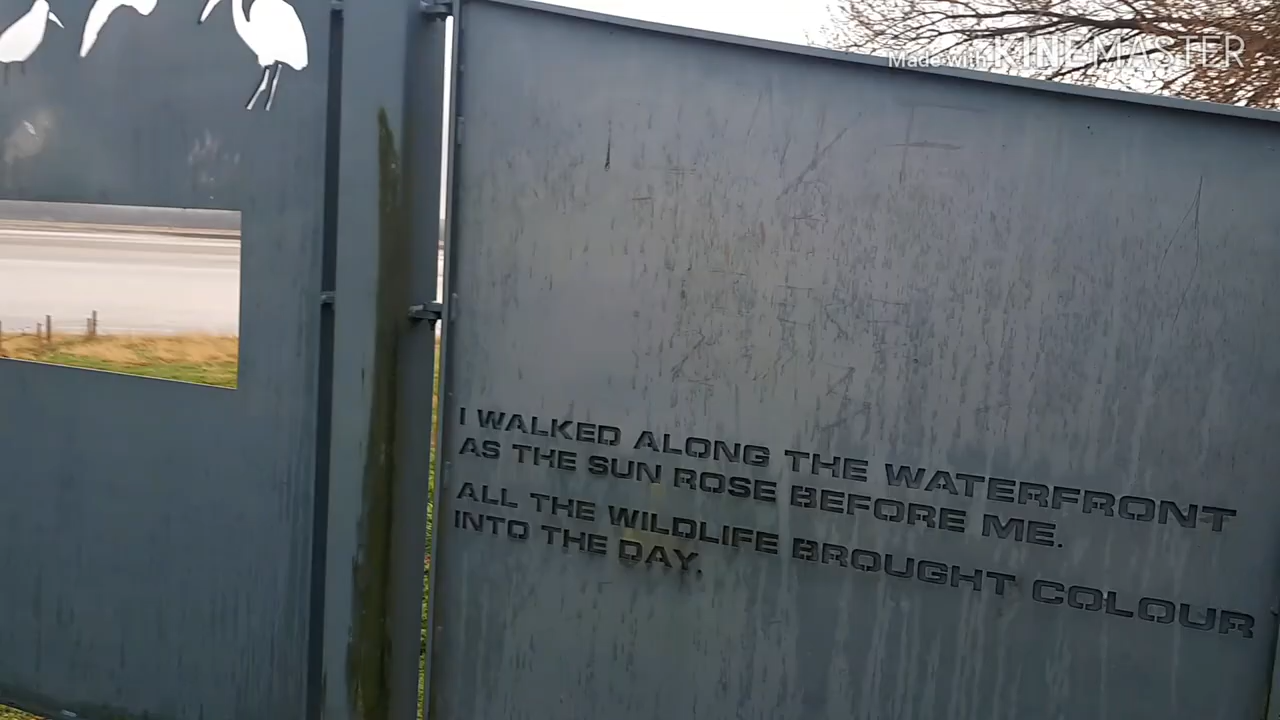 Made with KINEMASTER
I WALKED ALONG THE WATERFRONT
AS THE SUN ROSE BEFORE ME.
ALL THE WILDLIFE BROUGHT COLOUR
INTO THE DAY.